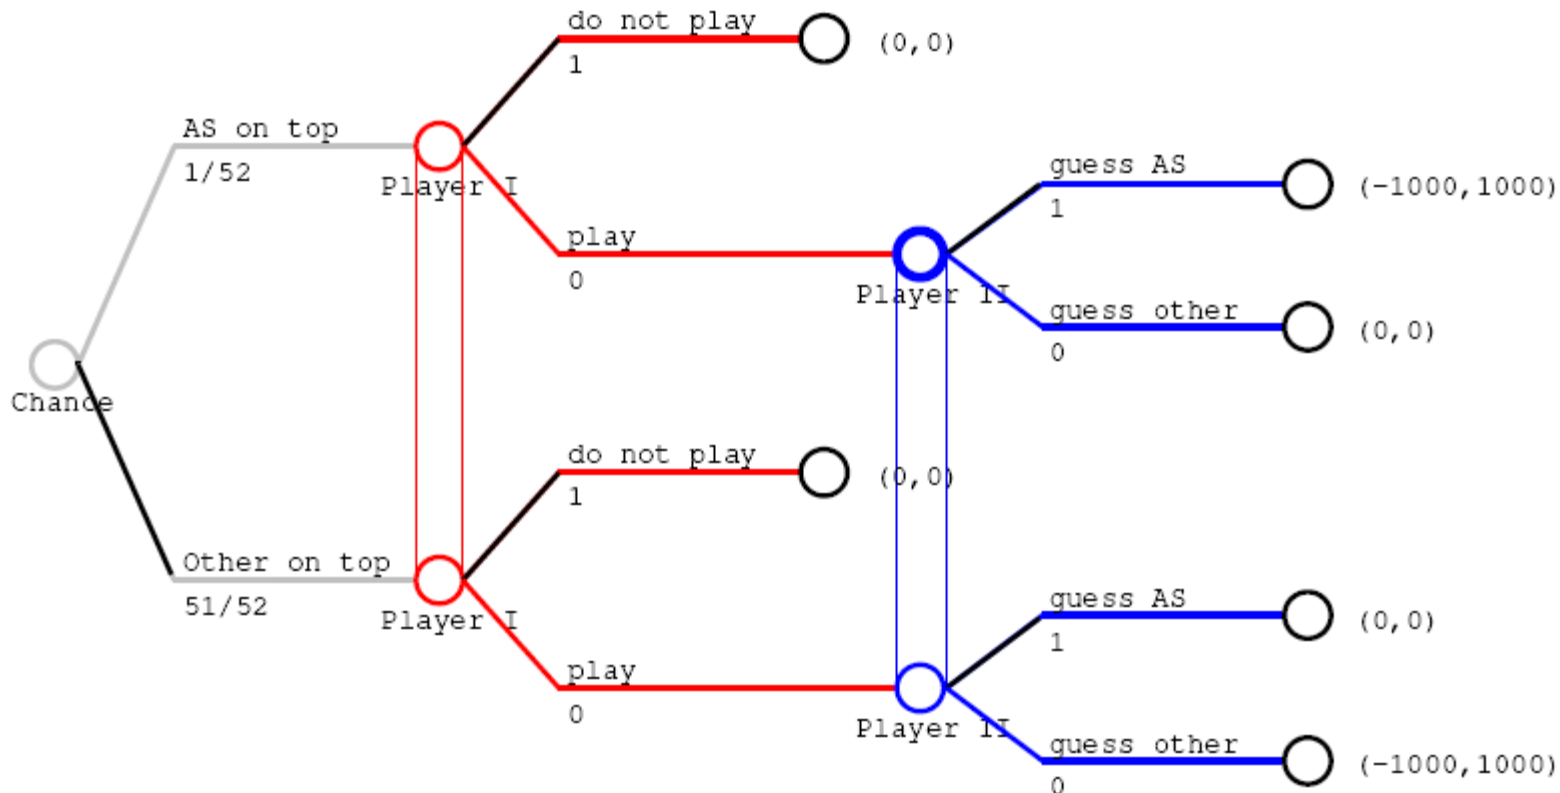 do not play
1
(0,0)
AS on top
1/52
Player I
guess AS
1
(-1000,1000)
play
0
Player II
guess other
0
(0,0)
Chance
do not play
1
(0,0)
Other on top
51/52
Player I
guess AS
1
(0,0)
play
0
Player II
guess other
0
(-1000,1000)